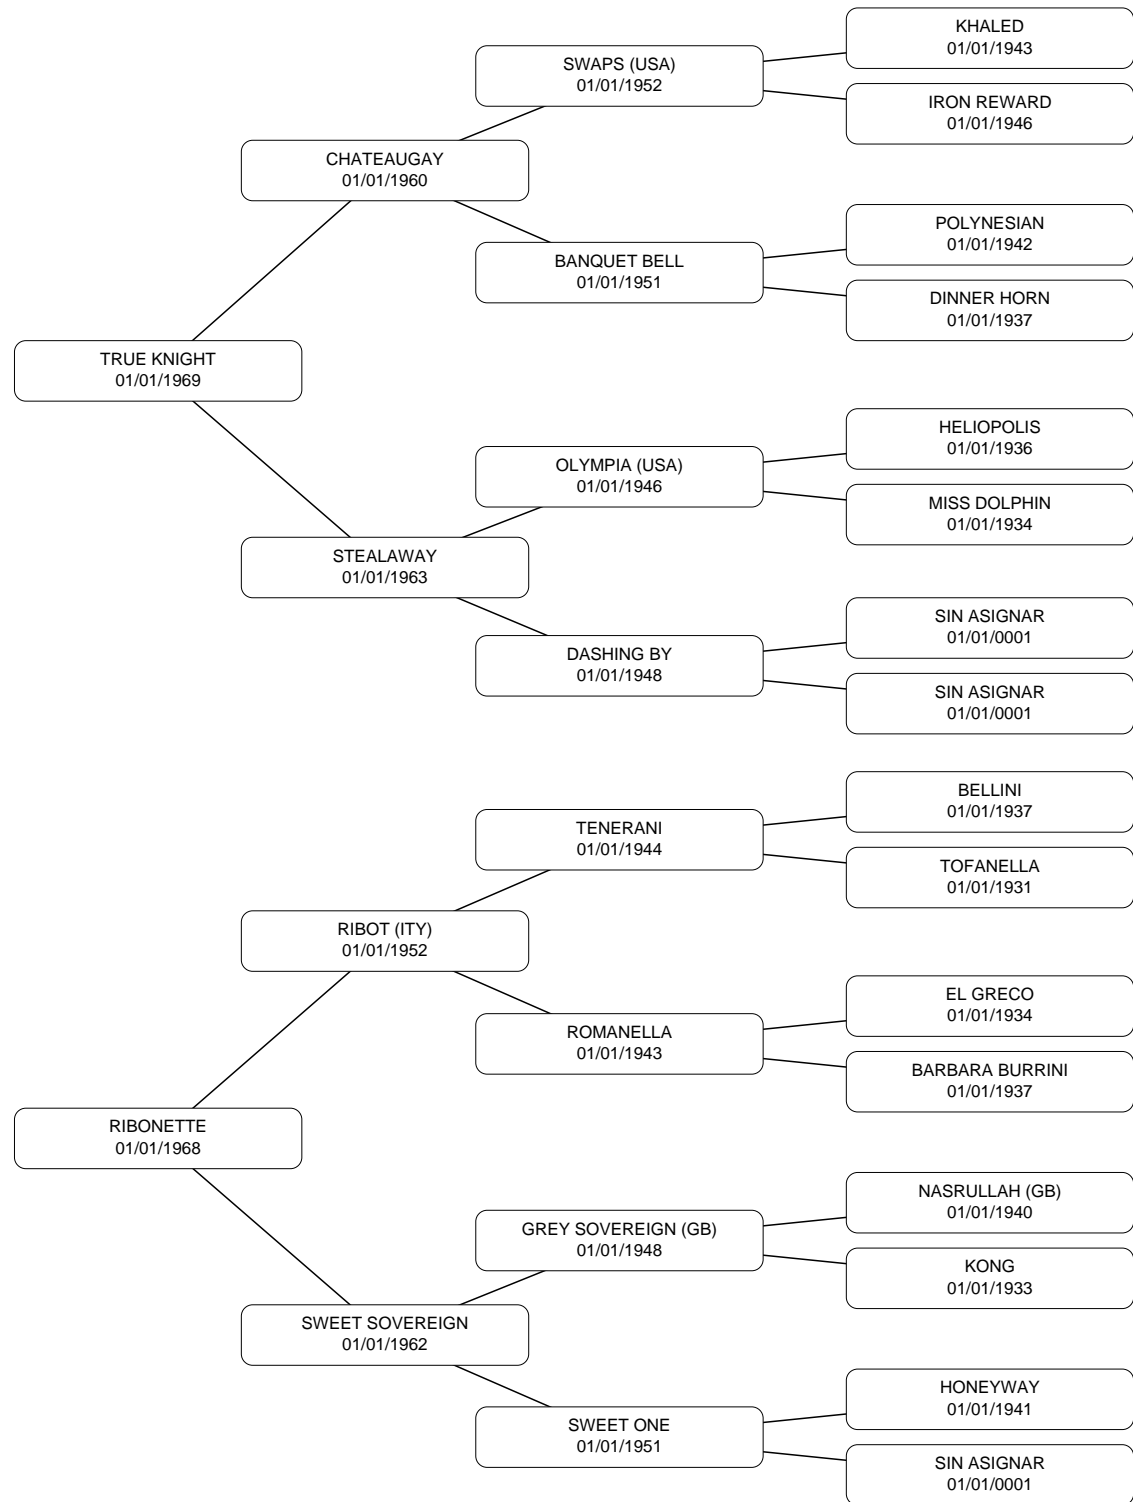 KHALED
01/01/1943
SWAPS (USA)
01/01/1952
IRON REWARD
01/01/1946
CHATEAUGAY
01/01/1960
POLYNESIAN
01/01/1942
BANQUET BELL
01/01/1951
DINNER HORN
01/01/1937
TRUE KNIGHT
01/01/1969
HELIOPOLIS
01/01/1936
OLYMPIA (USA)
01/01/1946
MISS DOLPHIN
01/01/1934
STEALAWAY
01/01/1963
SIN ASIGNAR
01/01/0001
DASHING BY
01/01/1948
SIN ASIGNAR
01/01/0001
BELLINI
01/01/1937
TENERANI
01/01/1944
TOFANELLA
01/01/1931
RIBOT (ITY)
01/01/1952
EL GRECO
01/01/1934
ROMANELLA
01/01/1943
BARBARA BURRINI
01/01/1937
RIBONETTE
01/01/1968
NASRULLAH (GB)
01/01/1940
GREY SOVEREIGN (GB)
01/01/1948
KONG
01/01/1933
SWEET SOVEREIGN
01/01/1962
HONEYWAY
01/01/1941
SWEET ONE
01/01/1951
SIN ASIGNAR
01/01/0001